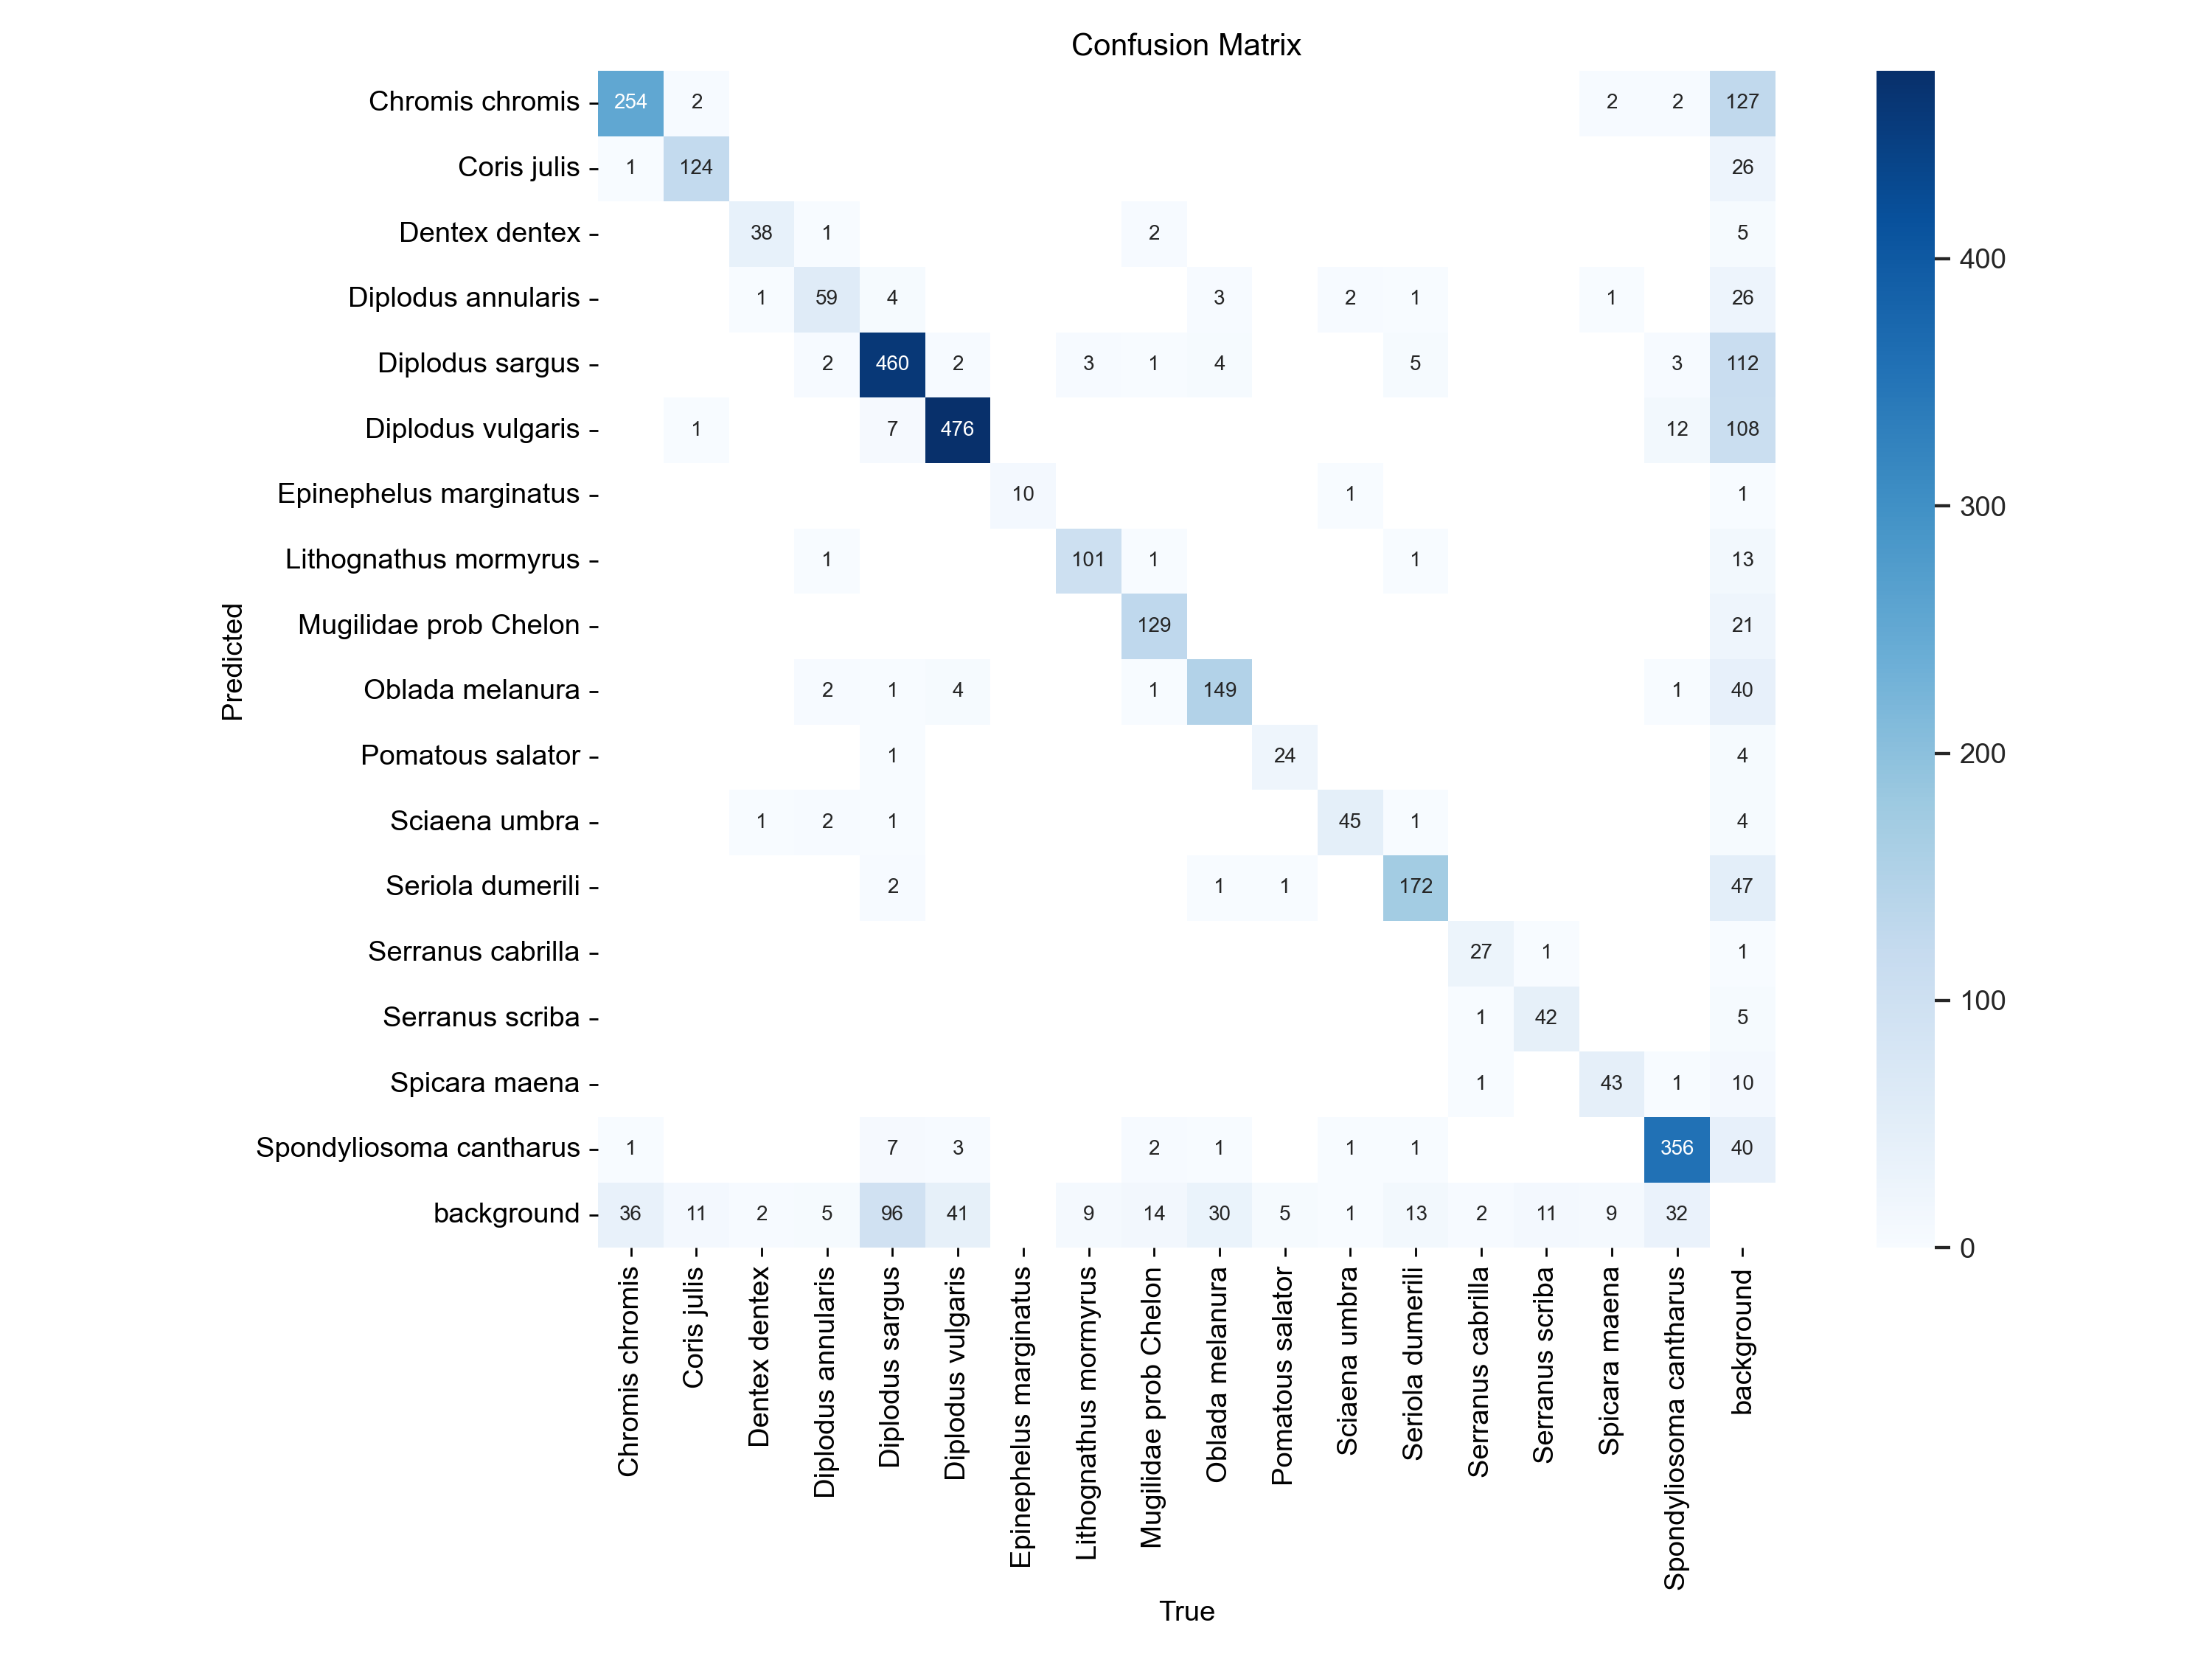 Confusion Matrix
Chromis chromis 254 2 2 2 127
Coris julis 1 124 26
Dentex dentex 38 1 2 5
Diplodus annularis 1 59 4 3 2 1 1 26
Diplodus sargus 2 460 2 3 1 4 5 3 112
Diplodus vulgaris 1 7 476 12 108
Epinephelus marginatus 10 1 1
Lithognathus mormyrus 1 101 1 1 13
Mugilidae prob Chelon 129 21
Oblada melanura 2 1 4 1 149 1 40
Pomatous salator 1 24 4
Sciaena umbra 1 2 1 45 1 4
Seriola dumerili 2 1 1 172 47
Serranus cabrilla 27 1 1
Serranus scriba 1 42 5
Spicara maena 1 43 1 10
Spondyliosoma cantharus 1 7 3 2 1 1 1 356 40
background 36 11 2 5 96 41 9 14 30 5 1 13 2 11 9 32
Predicted
Chromis chromis
Coris julis
Dentex dentex
Diplodus annularis
Diplodus sargus
Diplodus vulgaris
Epinephelus marginatus
Lithognathus mormyrus
Mugilidae prob Chelon
Oblada melanura
Pomatous salator
Sciaena umbra
Seriola dumerili
Serranus cabrilla
Serranus scriba
Spicara maena
Spondyliosoma cantharus
background
True
400
300
200
100
0